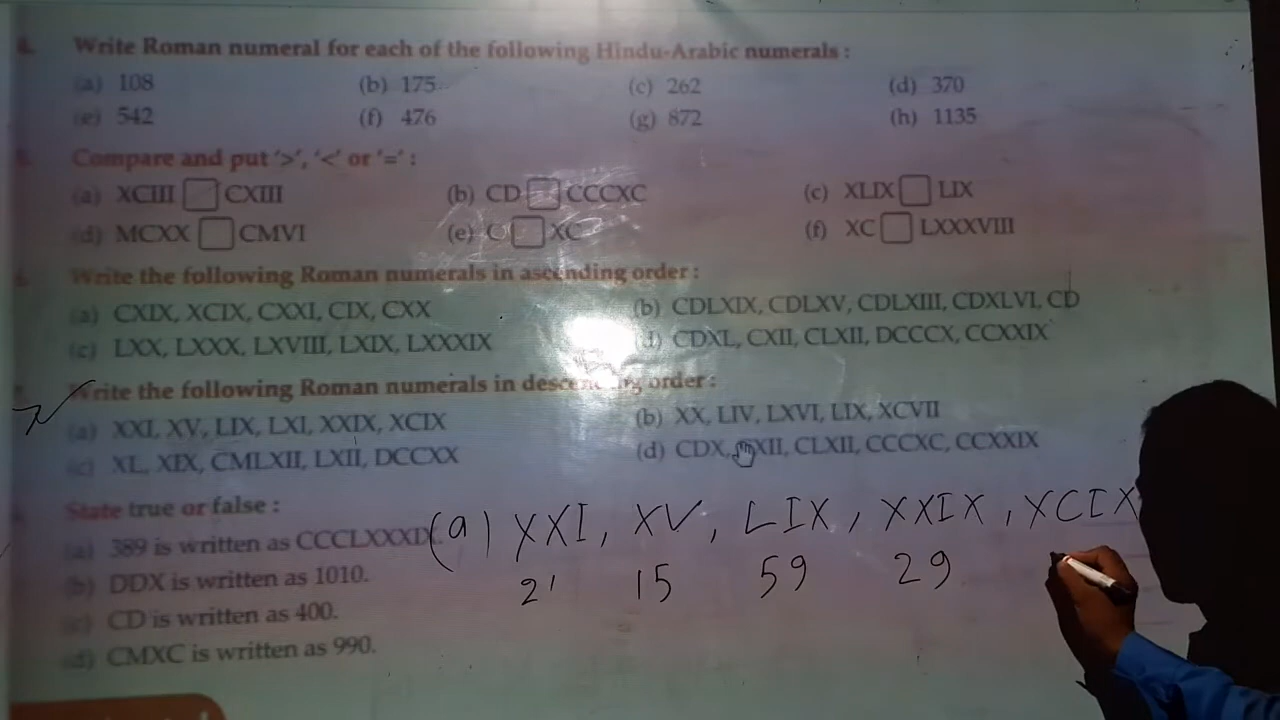 Write Roman numeral for each of the following Hindu-Arabic numerals :
(a) 108 (b) 175 (c) 262 (d) 370
(e) 542 (f) 476 (g) 872 (h) 1135
Compare and put '>', '<' or '=' :
(a) XCIII CXIII (b) CD CCCXC (c) XLIX LIX
(d) MCXX CMVI (e) C XC (f) XC LXXXVIII
Write the following Roman numerals in ascending order :
(a) CXIX, XCIX, CXXI, CIX, CXX (b) CDLXIX, CDLXV, CDLXIII, CDXLVI, CD
(c) LXX, LXXX, LXVIII, LXIX, LXXXIX (d) CDXL, CXII, CLXII, DCCCX, CCXXIX
Write the following Roman numerals in descending order :
(a) XXI, XV, LIX, LXI, XXIX, XCIX (b) XX, LIV, LXVI, LIX, XCVII
(c) XL, XIX, CMLXII, LXII, DCCXX (d) CDX, CLXII, CCCXC, CCXXIX
State true or false :
(a) 389 is written as CCCLXXXIX.
(b) DDX is written as 1010.
(c) CD is written as 400.
(d) CMXC is written as 990.
(a) XXI, XV, LIX, XXIX, XCIX
21 15 59 29